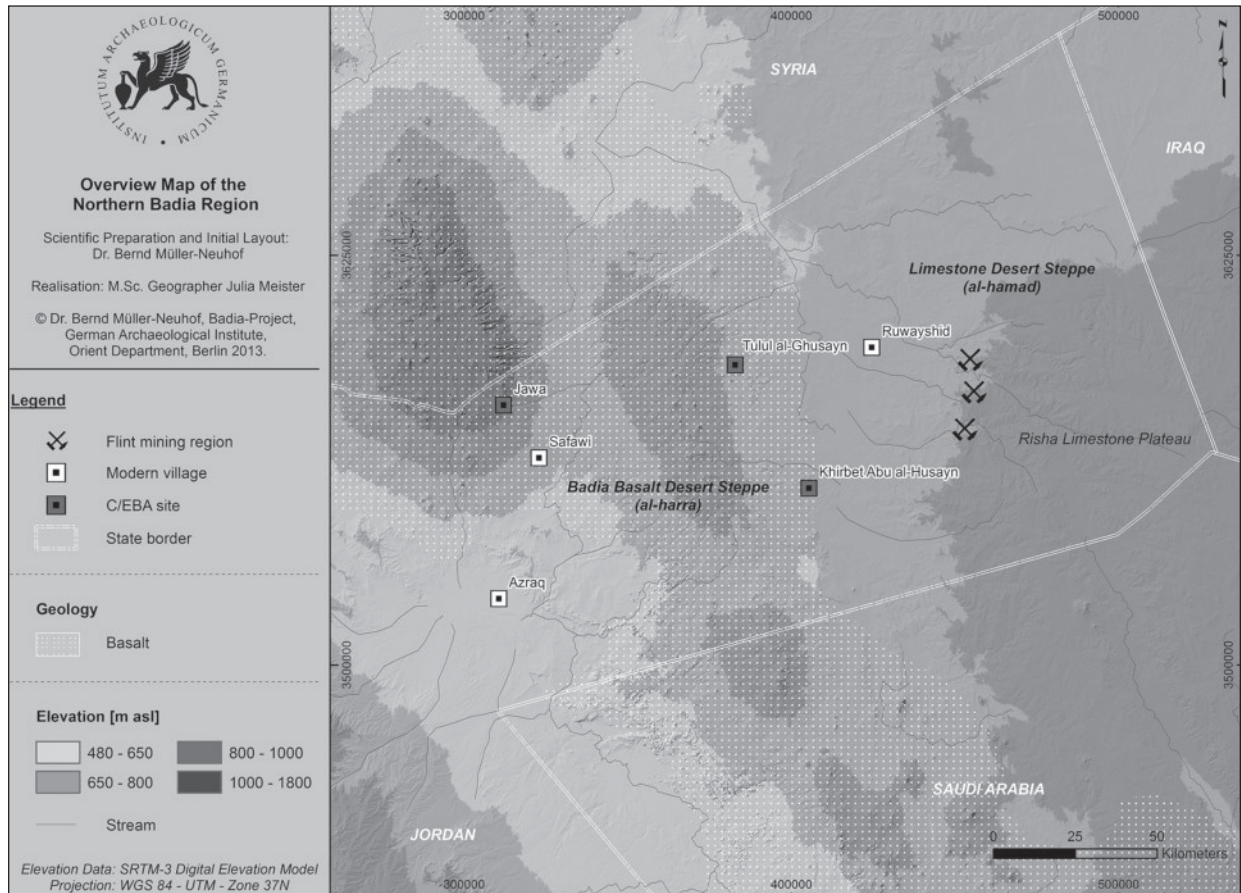 INSTITUTUM ARCHAEOLOGICUM GERMANICUM
Overview Map of the
Northern Badia Region
Scientific Preparation and Initial Layout:
Dr. Bernd Müller-Neuhof
Realisation: M.Sc. Geographer Julia Meister
© Dr. Bernd Müller-Neuhof, Badia-Project,
German Archaeological Institute,
Orient Department, Berlin 2013.
Legend
Flint mining region
Modern village
C/EBA site
State border
Geology
Basalt
Elevation [m asl]
480 - 650
800 - 1000
650 - 800
1000 - 1800
Stream
Elevation Data: SRTM-3 Digital Elevation Model
Projection: WGS 84 - UTM - Zone 37N
300000
400000
500000
N
SYRIA
IRAQ
3625000
3625000
Limestone Desert Steppe
(al-hamad)
Ruwayshid
Tulul al-Ghusayn
Jawa
Safawi
Risha Limestone Plateau
Khirbet Abu al-Husayn
Badia Basalt Desert Steppe
(al-harra)
Azraq
3500000
3500000
SAUDI ARABIA
JORDAN
0 25 50
Kilometers
300000
400000
500000